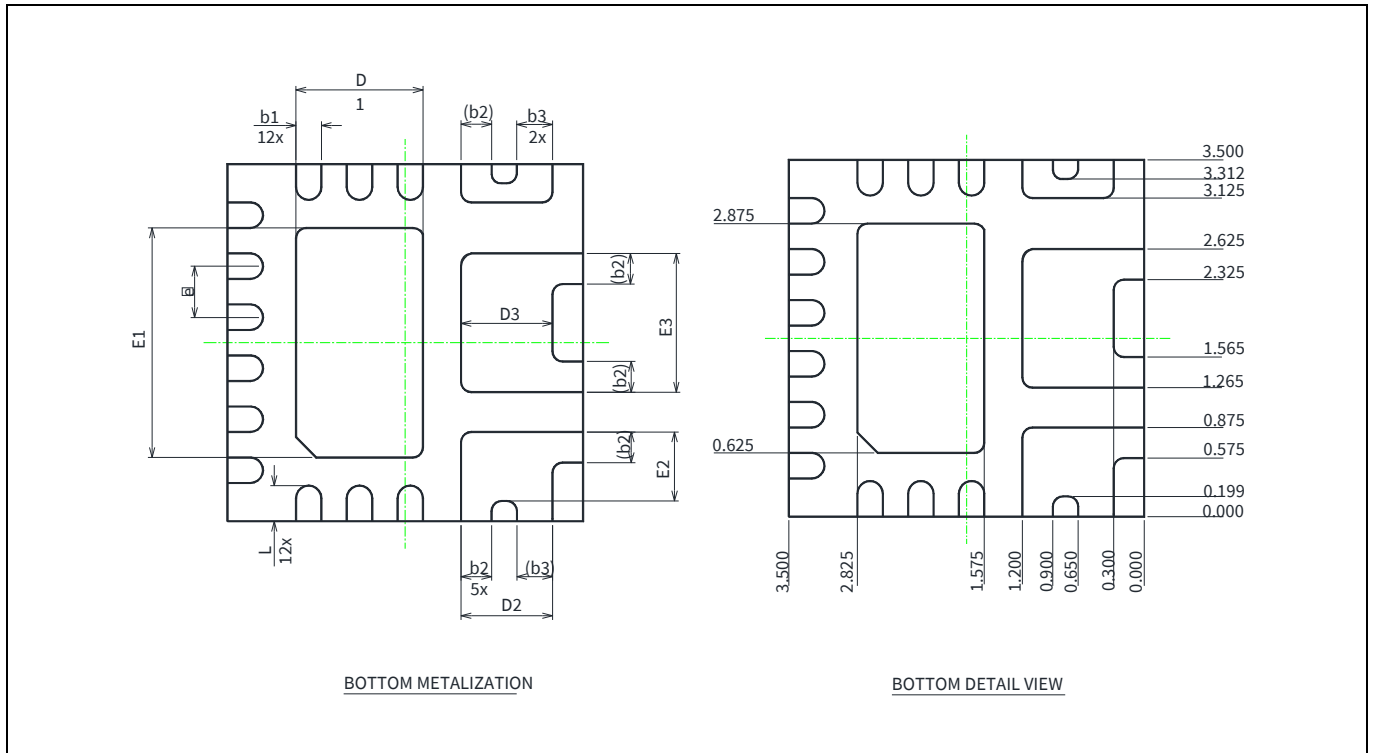 D
1
b1
12x
(b2)
b3
2x
E1
e
D3
(b2)
(b2)
E3
(b2)
E2
L
12x
b2
5x
(b3)
D2
BOTTOM METALIZATION
3.500
3.312
3.125
2.875
2.625
2.325
1.565
1.265
0.875
0.625
0.575
0.199
0.000
3.500
2.825
1.575
1.200
0.900
0.650
0.300
0.000
BOTTOM DETAIL VIEW